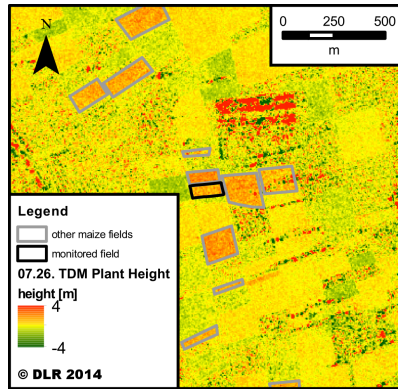 N
0 250 500
m
Legend
other maize fields
monitored field
07.26. TDM Plant Height
height [m]
4
-4
© DLR 2014